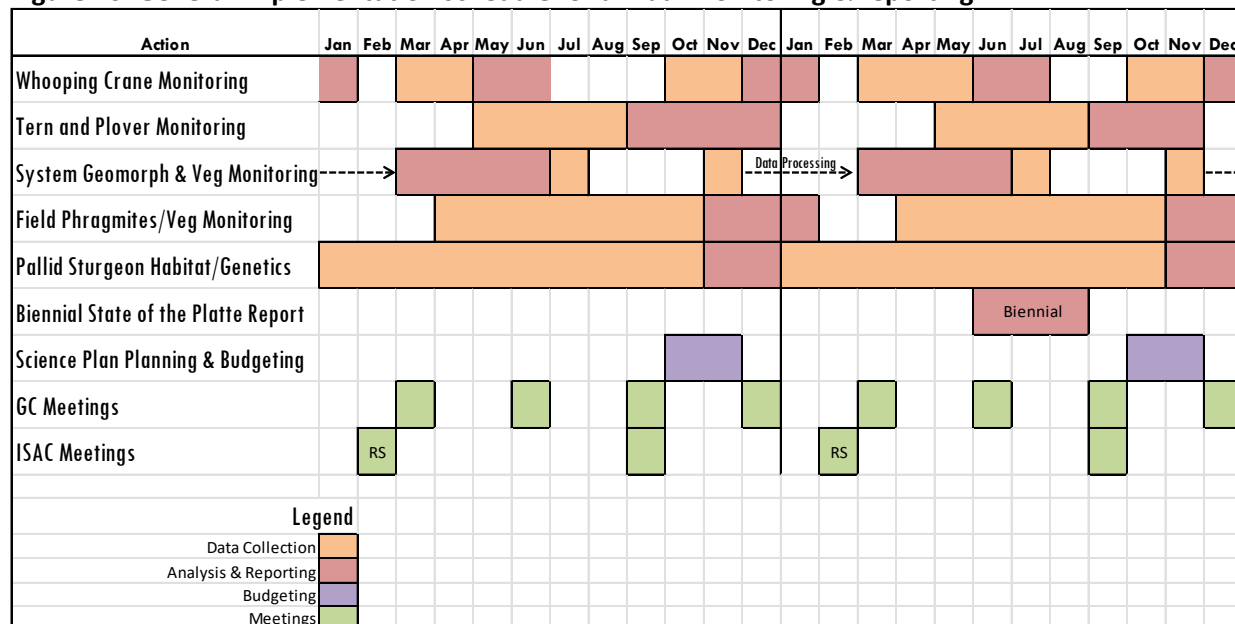 Action Jan Feb Mar Apr May Jun Jul Aug Sep Oct Nov Dec Jan Feb Mar Apr May Jun Jul Aug Sep Oct Nov Dec
Whooping Crane Monitoring
Tern and Plover Monitoring
System Geomorph & Veg Monitoring Data Processing
Field Phragmites/Veg Monitoring
Pallid Sturgeon Habitat/Genetics
Biennial State of the Platte Report Biennial
Science Plan Planning & Budgeting
GC Meetings
ISAC Meetings RS RS
Legend
Data Collection
Analysis & Reporting
Budgeting
Meetings